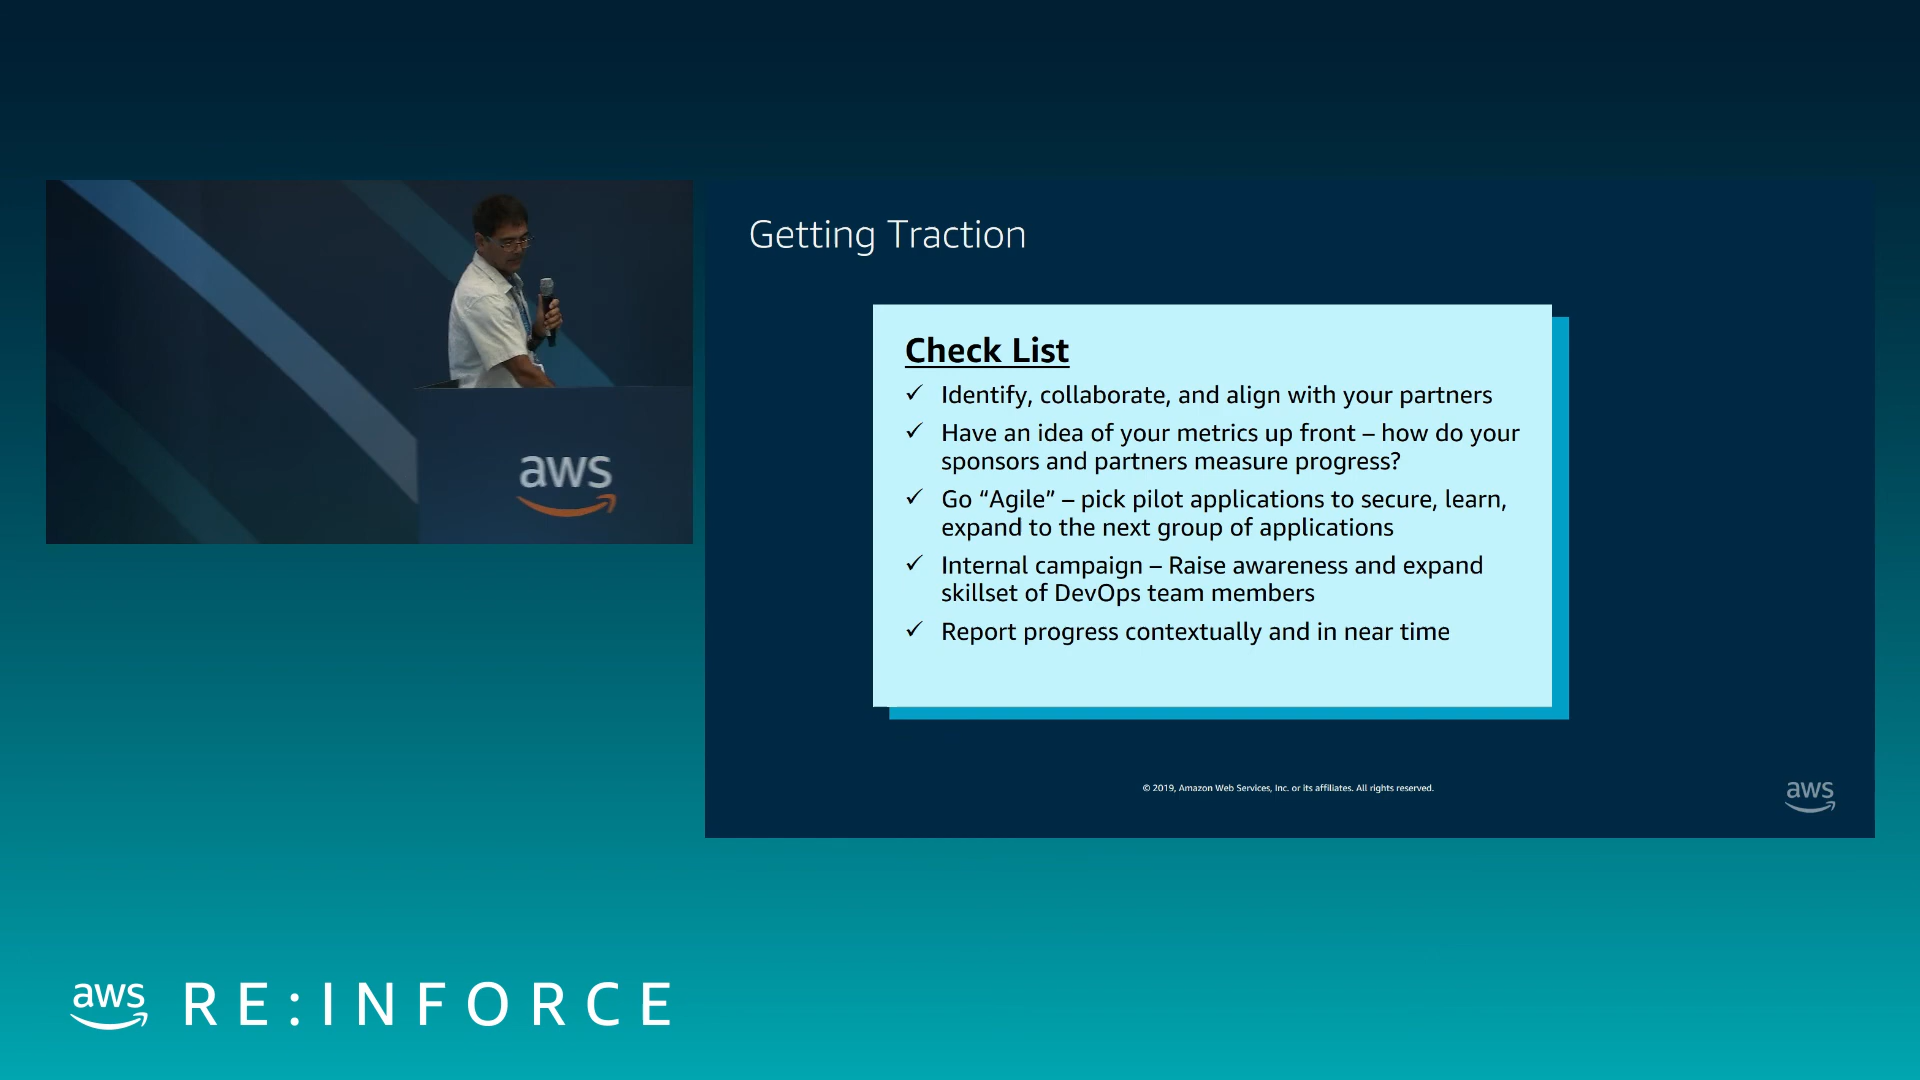 Getting Traction
Check List
✓ Identify, collaborate, and align with your partners
✓ Have an idea of your metrics up front – how do your
sponsors and partners measure progress?
✓ Go “Agile” – pick pilot applications to secure, learn,
expand to the next group of applications
✓ Internal campaign – Raise awareness and expand
skillset of DevOps team members
✓ Report progress contextually and in near time
© 2019, Amazon Web Services, Inc. or its affiliates. All rights reserved.
aws
aws
aws RE:INFORCE